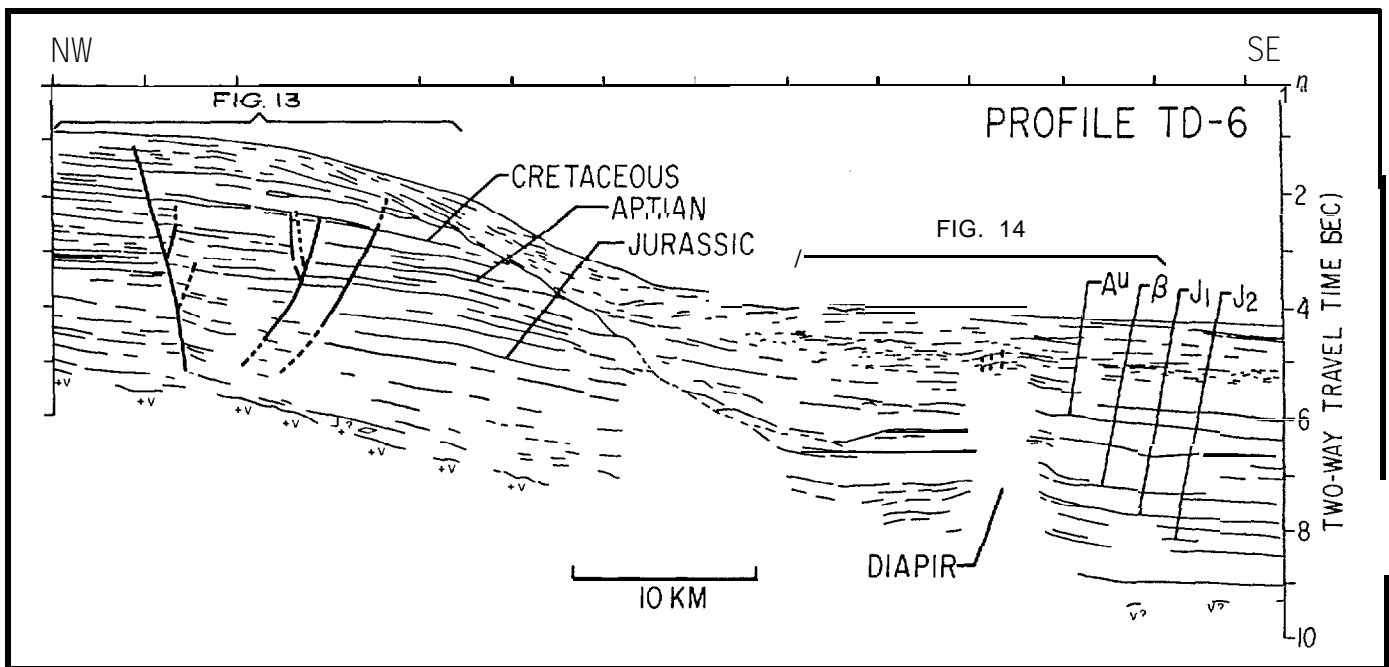 NW
SE
FIG. 13
PROFILE TD-6
CRETACEOUS
APTIAN
JURASSIC
FIG. 14
Au
β
J1
J2
2
4
6
8
10
TWO-WAY TRAVEL TIME (SEC)
+V
+V
+V
+V
+V
+V
DIAPIR
10 KM
V?
V?